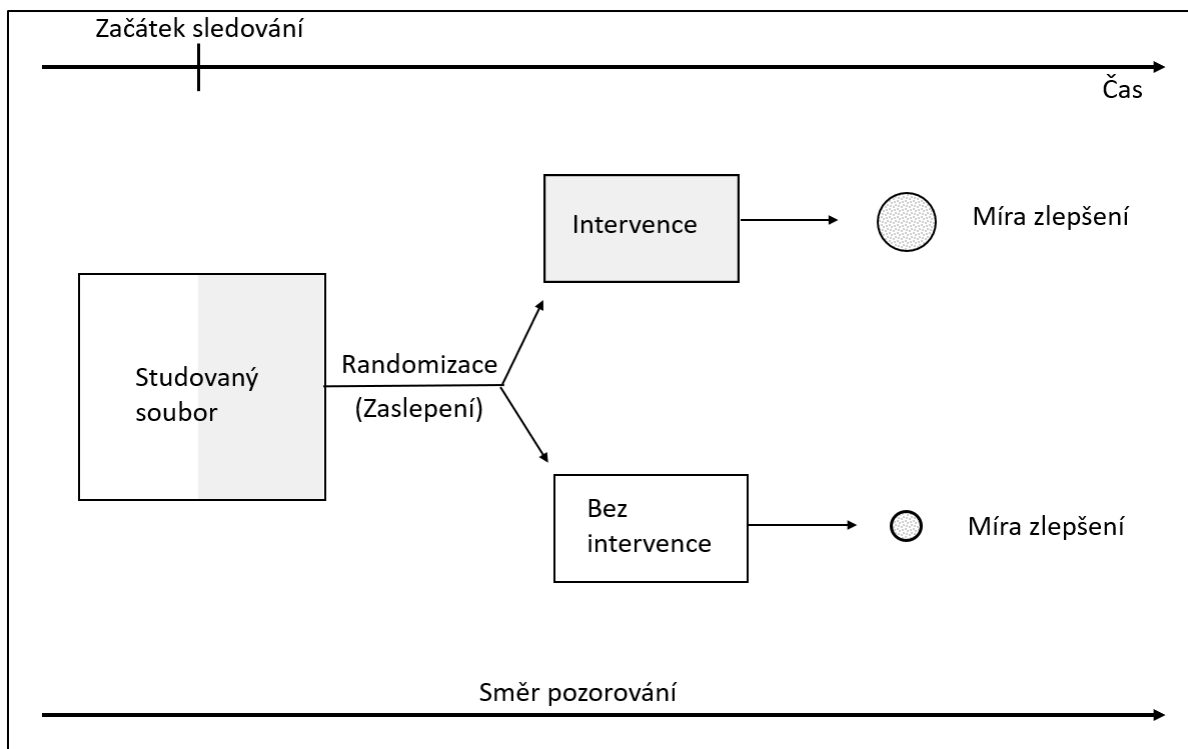 Začátek sledování
Čas
Intervence
Míra zlepšení
Studovaný
soubor
Randomizace
(Zaslepení)
Bez
intervence
Míra zlepšení
Směr pozorování